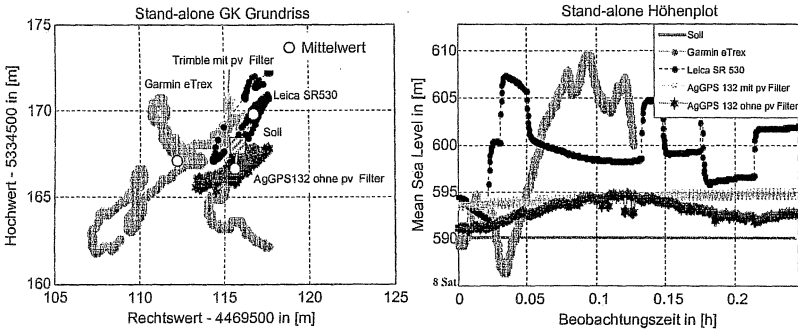 Stand-alone GK Grundriss
175
170
165
160
105
110
115
120
125
Hochwert - 5334500 in [m]
Rechtswert - 4469500 in [m]
Trimble mit pv Filter
Mittelwert
Garmin eTrex
Leica SR530
Soll
AgGPS132 ohne pv Filter
Stand-alone Höhenplot
610
605
600
595
590
8 Sat
0
0.05
0.1
0.15
0.2
Mean Sea Level in [m]
Beobachtungszeit in [h]
Soll
Garmin eTrex
Leica SR 530
AgGPS 132 mit pv Filter
AgGPS 132 ohne pv Filter